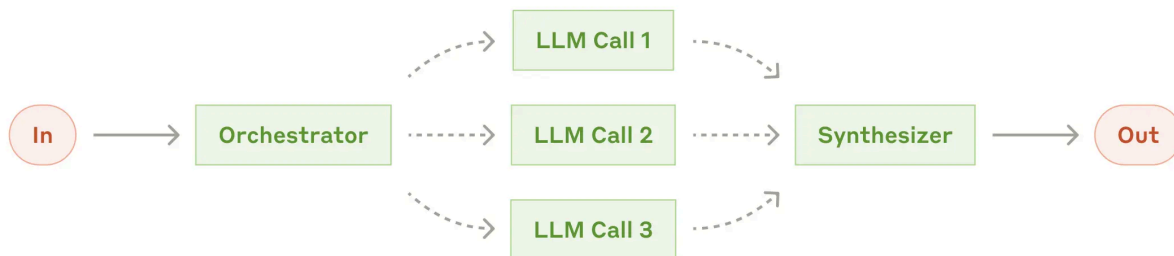 In
Orchestrator
LLM Call 1
LLM Call 2
LLM Call 3
Synthesizer
Out